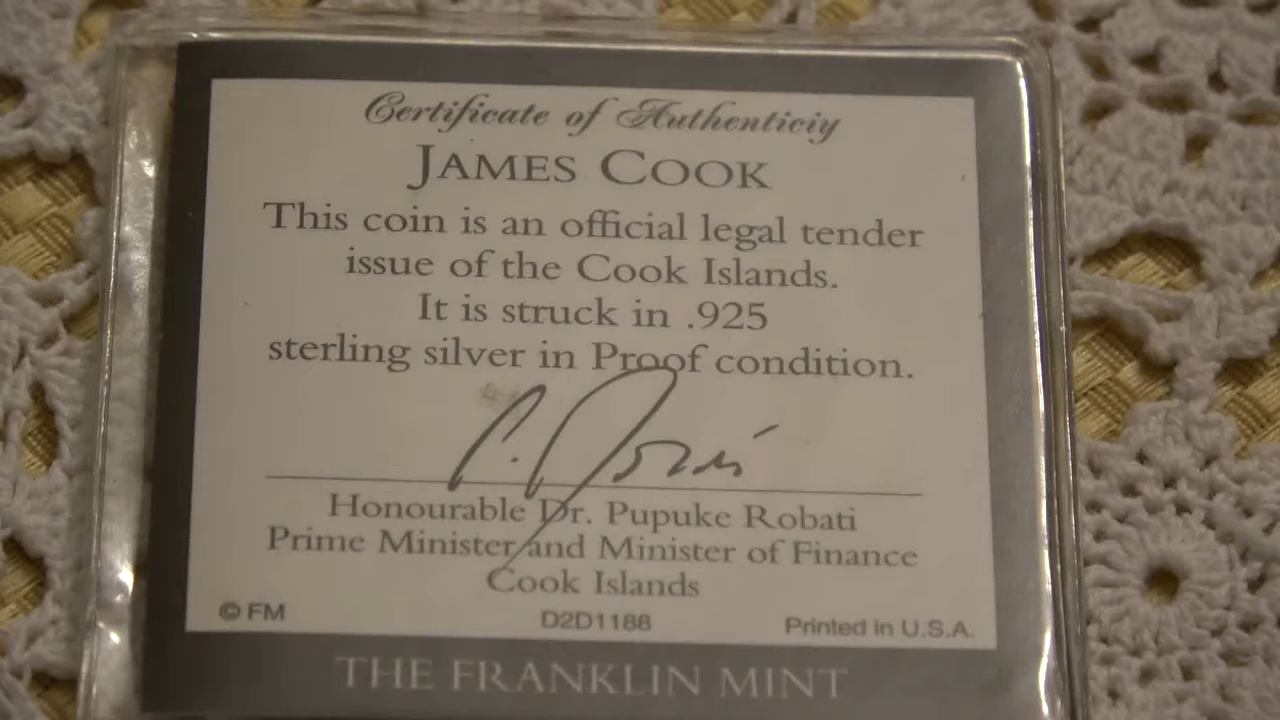 Certificate of Authenticiy
JAMES COOK
This coin is an official legal tender
issue of the Cook Islands.
It is struck in .925
sterling silver in Proof condition.
Honourable Dr. Pupuke Robati
Prime Minister and Minister of Finance
Cook Islands
© FM D2D1188 Printed in U.S.A.
THE FRANKLIN MINT